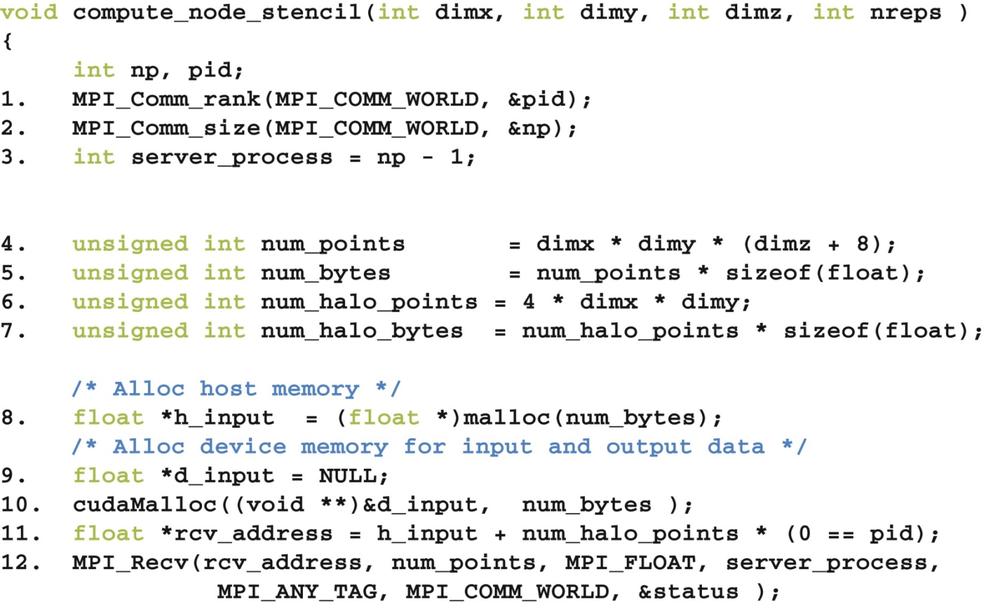 void compute_node_stencil(int dimx, int dimy, int dimz, int nreps )
{
int np, pid;
1. MPI_Comm_rank(MPI_COMM_WORLD, &pid);
2. MPI_Comm_size(MPI_COMM_WORLD, &np);
3. int server_process = np - 1;
4. unsigned int num_points = dimx * dimy * (dimz + 8);
5. unsigned int num_bytes = num_points * sizeof(float);
6. unsigned int num_halo_points = 4 * dimx * dimy;
7. unsigned int num_halo_bytes = num_halo_points * sizeof(float);
/* Alloc host memory */
8. float *h_input = (float *)malloc(num_bytes);
/* Alloc device memory for input and output data */
9. float *d_input = NULL;
10. cudaMalloc((void **)&d_input, num_bytes );
11. float *rcv_address = h_input + num_halo_points * (0 == pid);
12. MPI_Recv(rcv_address, num_points, MPI_FLOAT, server_process,
MPI_ANY_TAG, MPI_COMM_WORLD, &status );